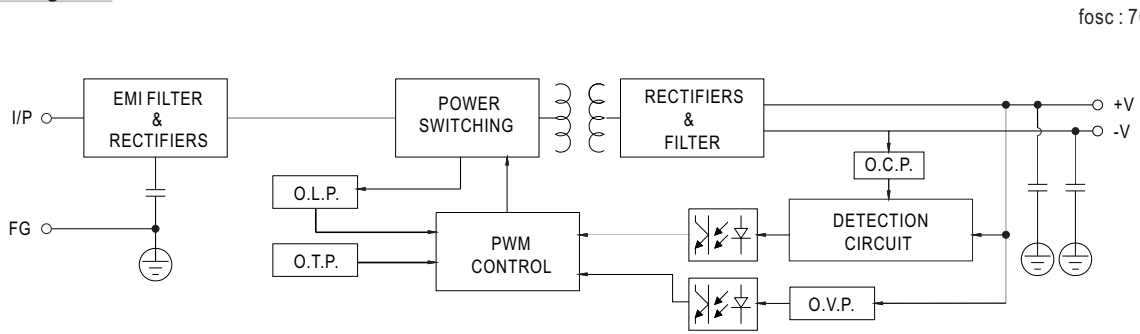 fosc : 7
I/P
EMI FILTER
&
RECTIFIERS
POWER
SWITCHING
RECTIFIERS
&
FILTER
+V
-V
O.C.P.
O.L.P.
FG
PWM
CONTROL
DETECTION
CIRCUIT
O.T.P.
O.V.P.